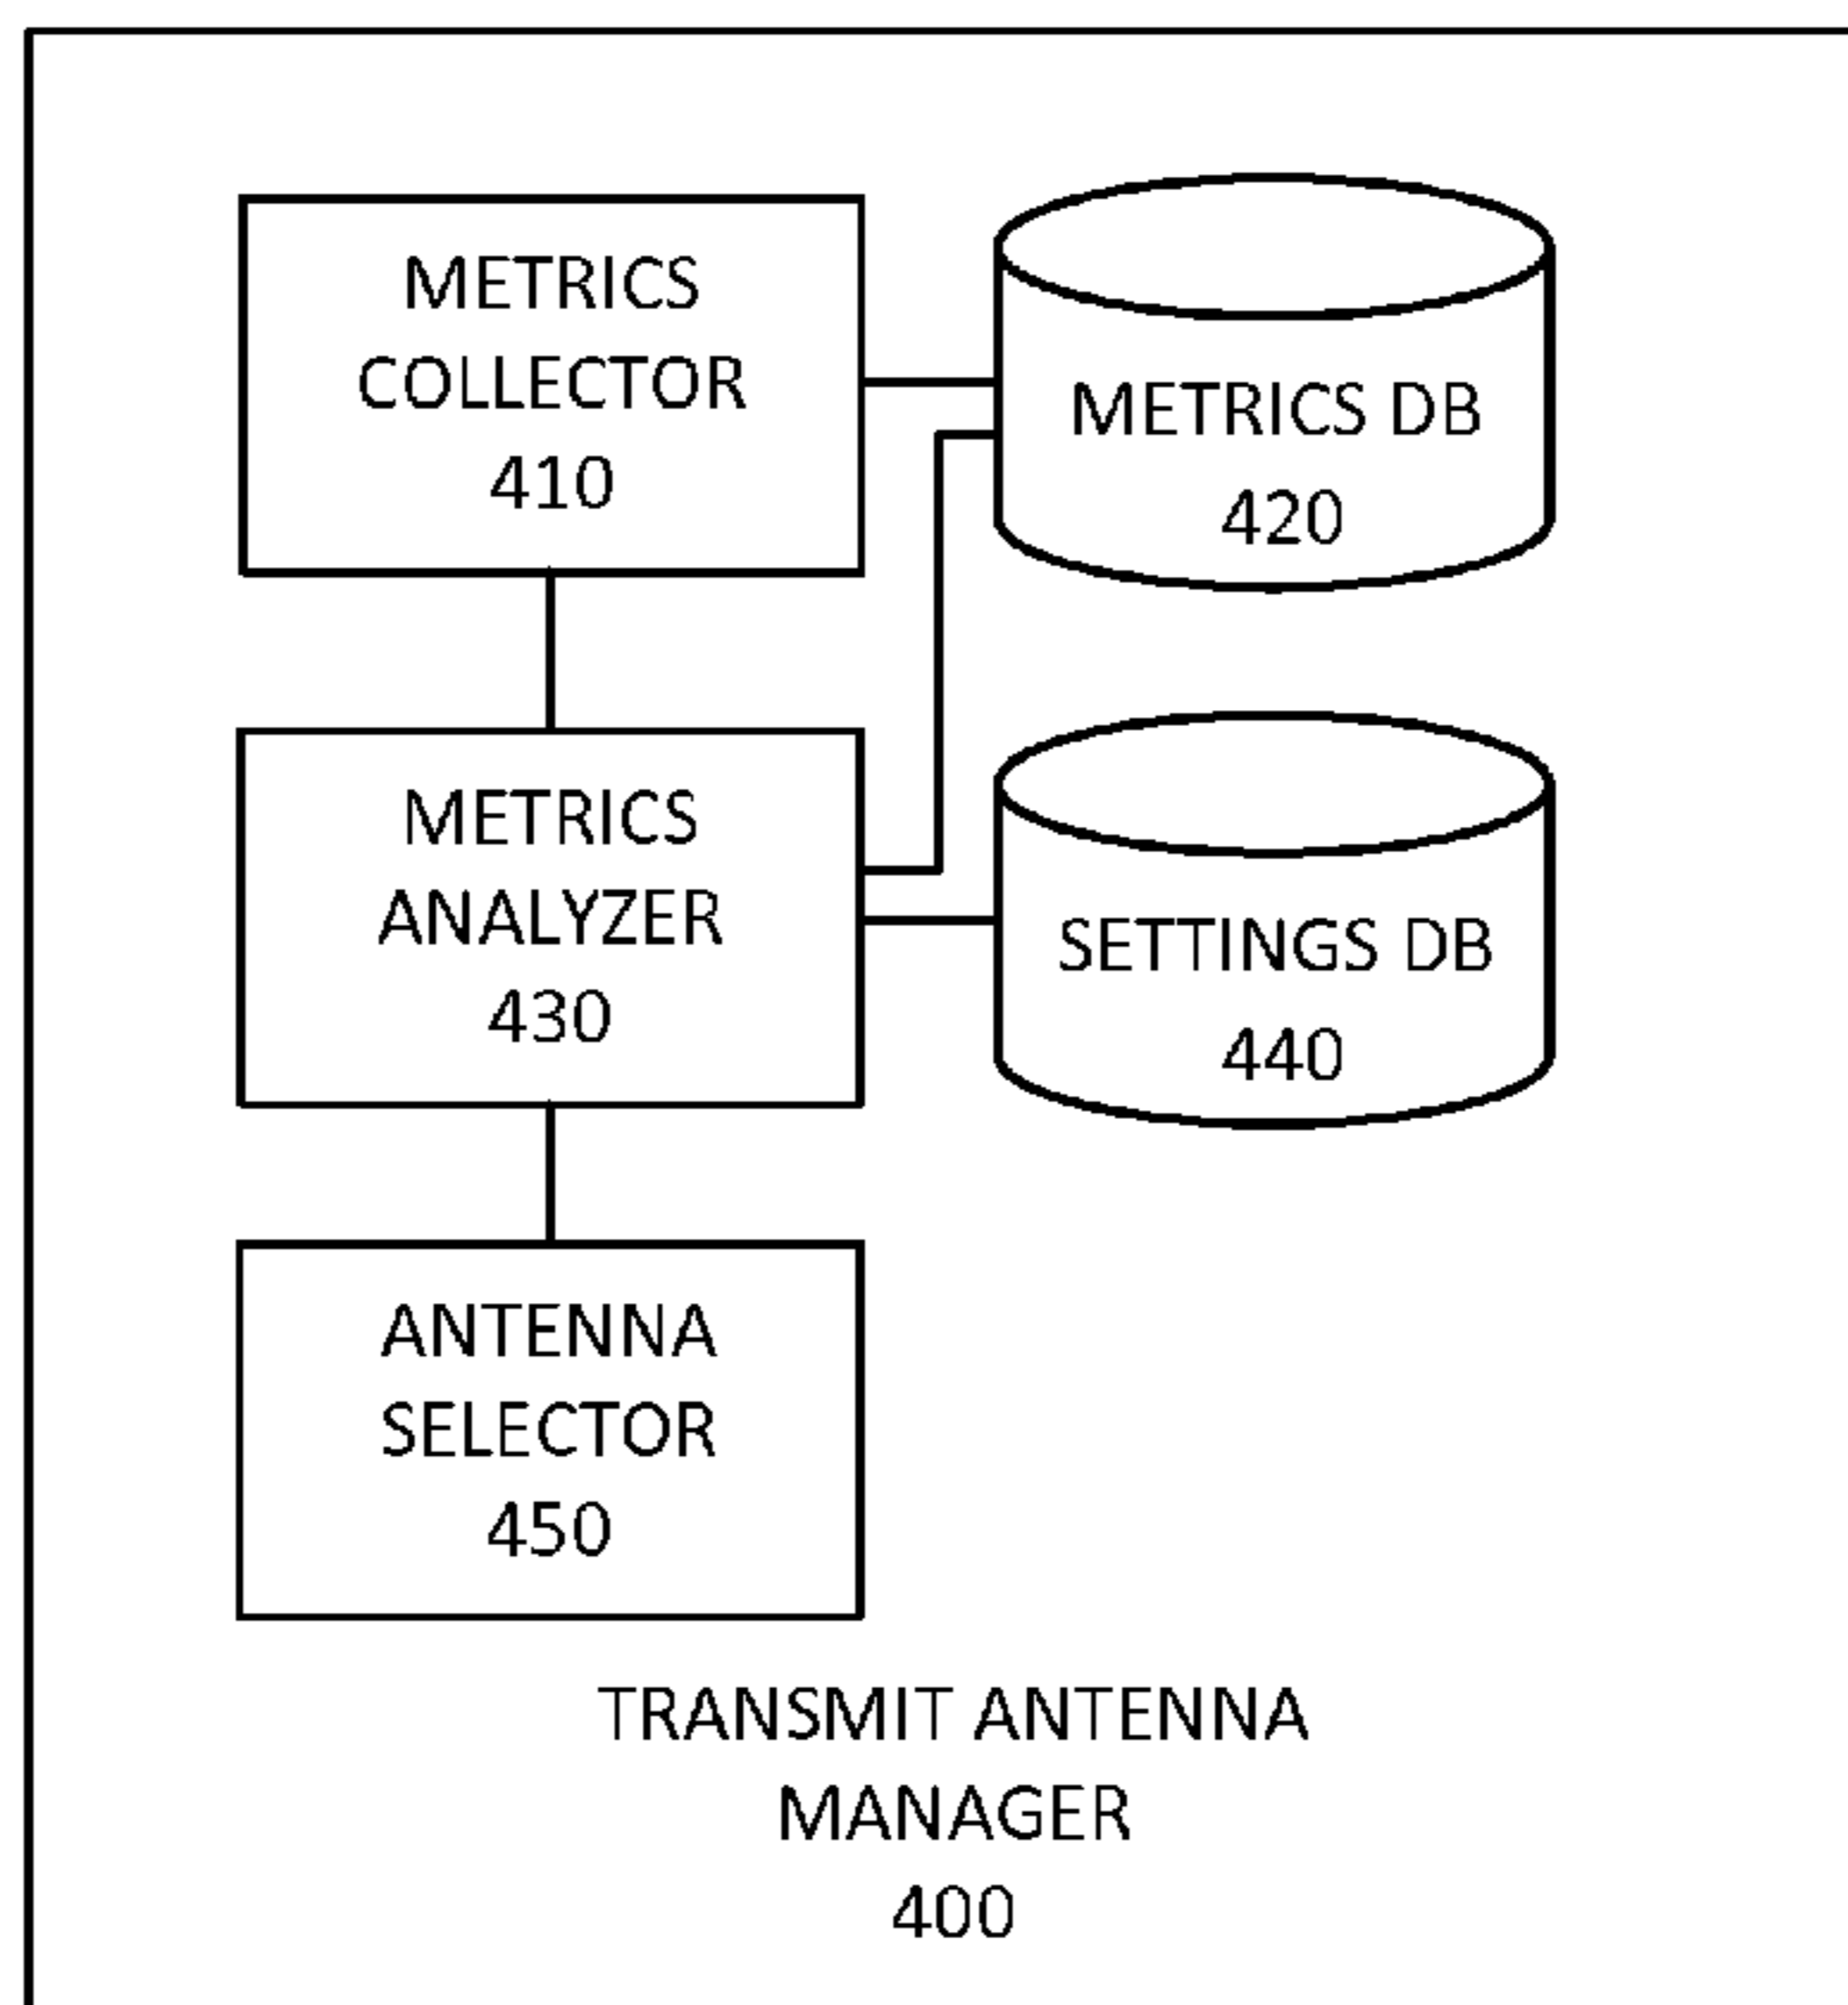 METRICS
COLLECTOR
410
METRICS DB
420
METRICS
ANALYZER
430
SETTINGS DB
440
ANTENNA
SELECTOR
450
TRANSMIT ANTENNA
MANAGER
400